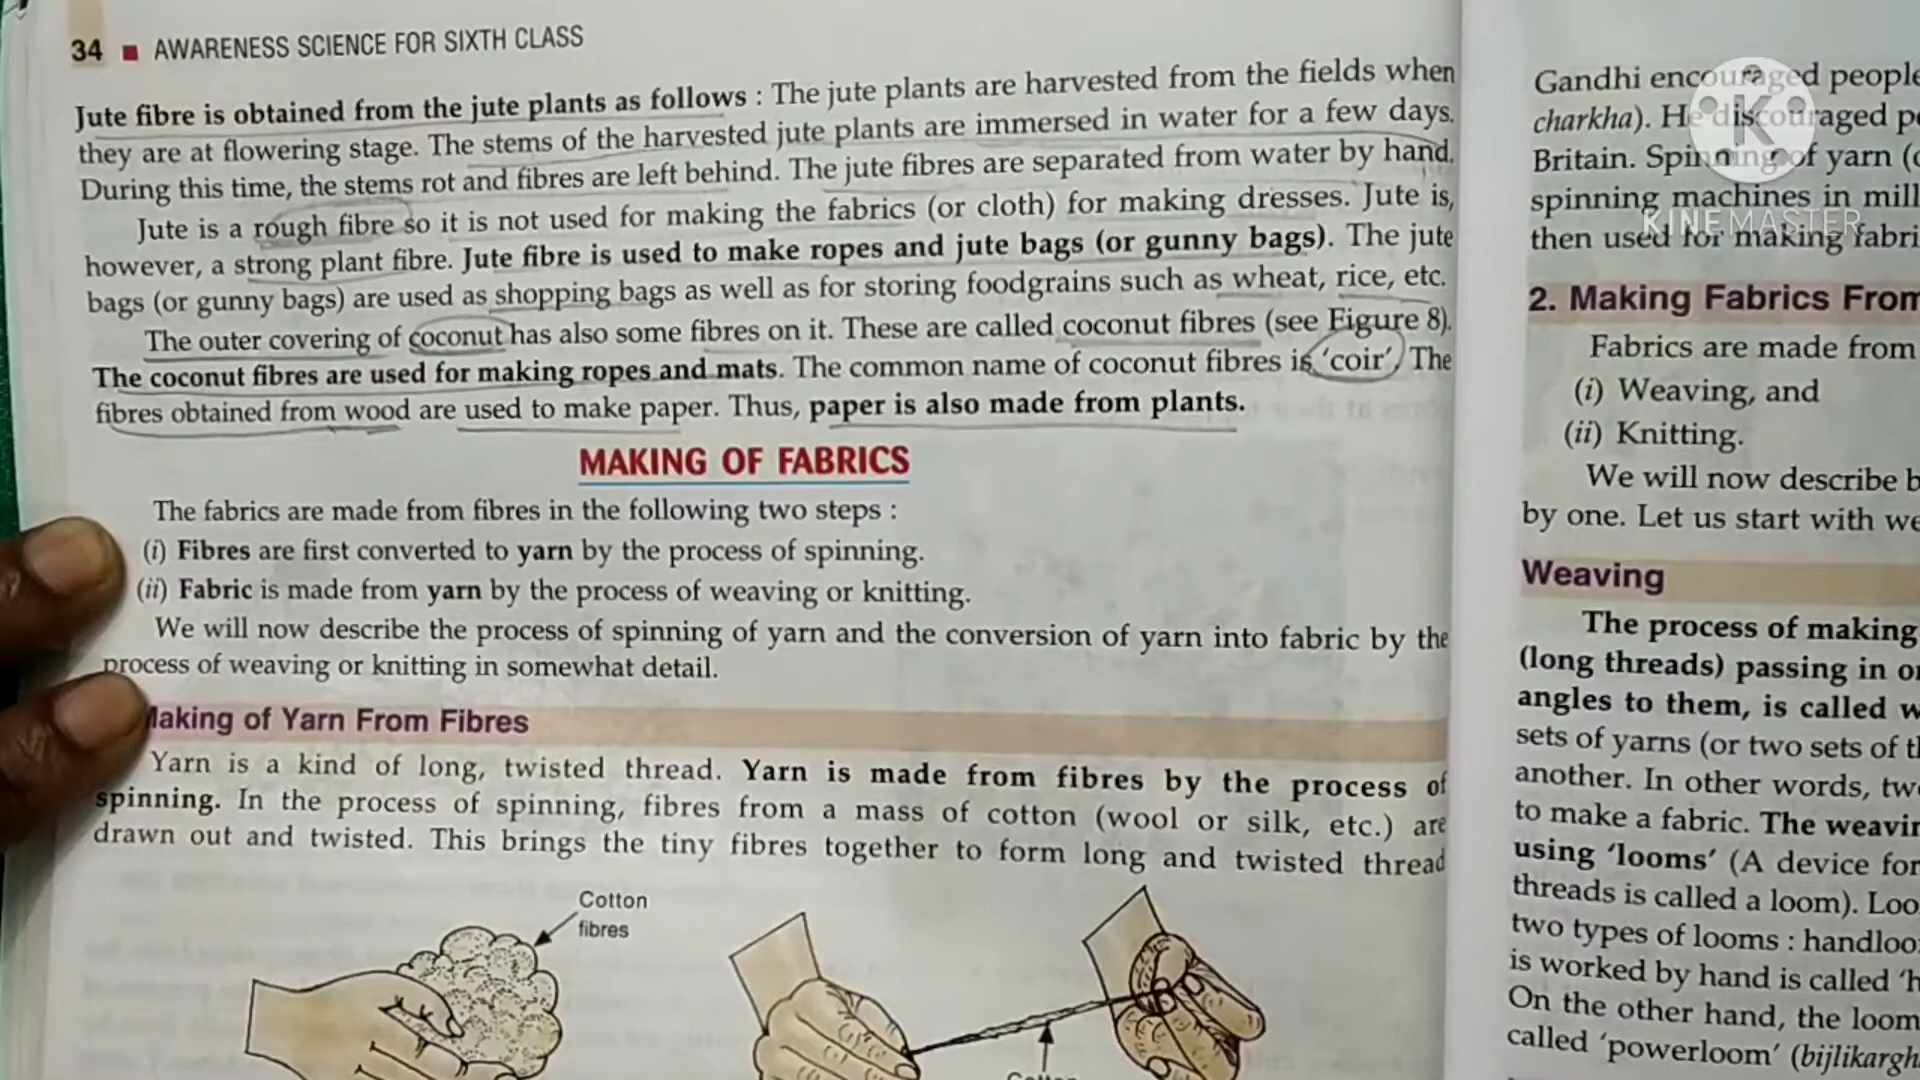 34 ■ AWARENESS SCIENCE FOR SIXTH CLASS
Jute fibre is obtained from the jute plants as follows : The jute plants are harvested from the fields when
they are at flowering stage. The stems of the harvested jute plants are immersed in water for a few days.
During this time, the stems rot and fibres are left behind. The jute fibres are separated from water by hand.
Jute is a rough fibre so it is not used for making the fabrics (or cloth) for making dresses. Jute is,
however, a strong plant fibre. Jute fibre is used to make ropes and jute bags (or gunny bags). The jute
bags (or gunny bags) are used as shopping bags as well as for storing foodgrains such as wheat, rice, etc.
The outer covering of coconut has also some fibres on it. These are called coconut fibres (see Figure 8).
The coconut fibres are used for making ropes and mats. The common name of coconut fibres is 'coir'. The
fibres obtained from wood are used to make paper. Thus, paper is also made from plants.
MAKING OF FABRICS
The fabrics are made from fibres in the following two steps :
(i) Fibres are first converted to yarn by the process of spinning.
(ii) Fabric is made from yarn by the process of weaving or knitting.
We will now describe the process of spinning of yarn and the conversion of yarn into fabric by the
process of weaving or knitting in somewhat detail.
Making of Yarn From Fibres
Yarn is a kind of long, twisted thread. Yarn is made from fibres by the process of
spinning. In the process of spinning, fibres from a mass of cotton (wool or silk, etc.) are
drawn out and twisted. This brings the tiny fibres together to form long and twisted thread
Cotton
fibres
Gandhi encouraged people
charkha). He discouraged
Britain. Spinning of yarn
spinning machines in mill
then used for making fabri
K
KINEMASTER
2. Making Fabrics From
Fabrics are made from
(i) Weaving, and
(ii) Knitting.
We will now describe b
by one. Let us start with we
Weaving
The process of making
(long threads) passing in
angles to them, is called w
sets of yarns (or two sets of
another. In other words,
to make a fabric. The weavin
using 'looms' (A device for
threads is called a loom). Loo
two types of looms : handloo
is worked by hand is called 'h
On the other hand, the loom
called 'powerloom' (bijlikargh